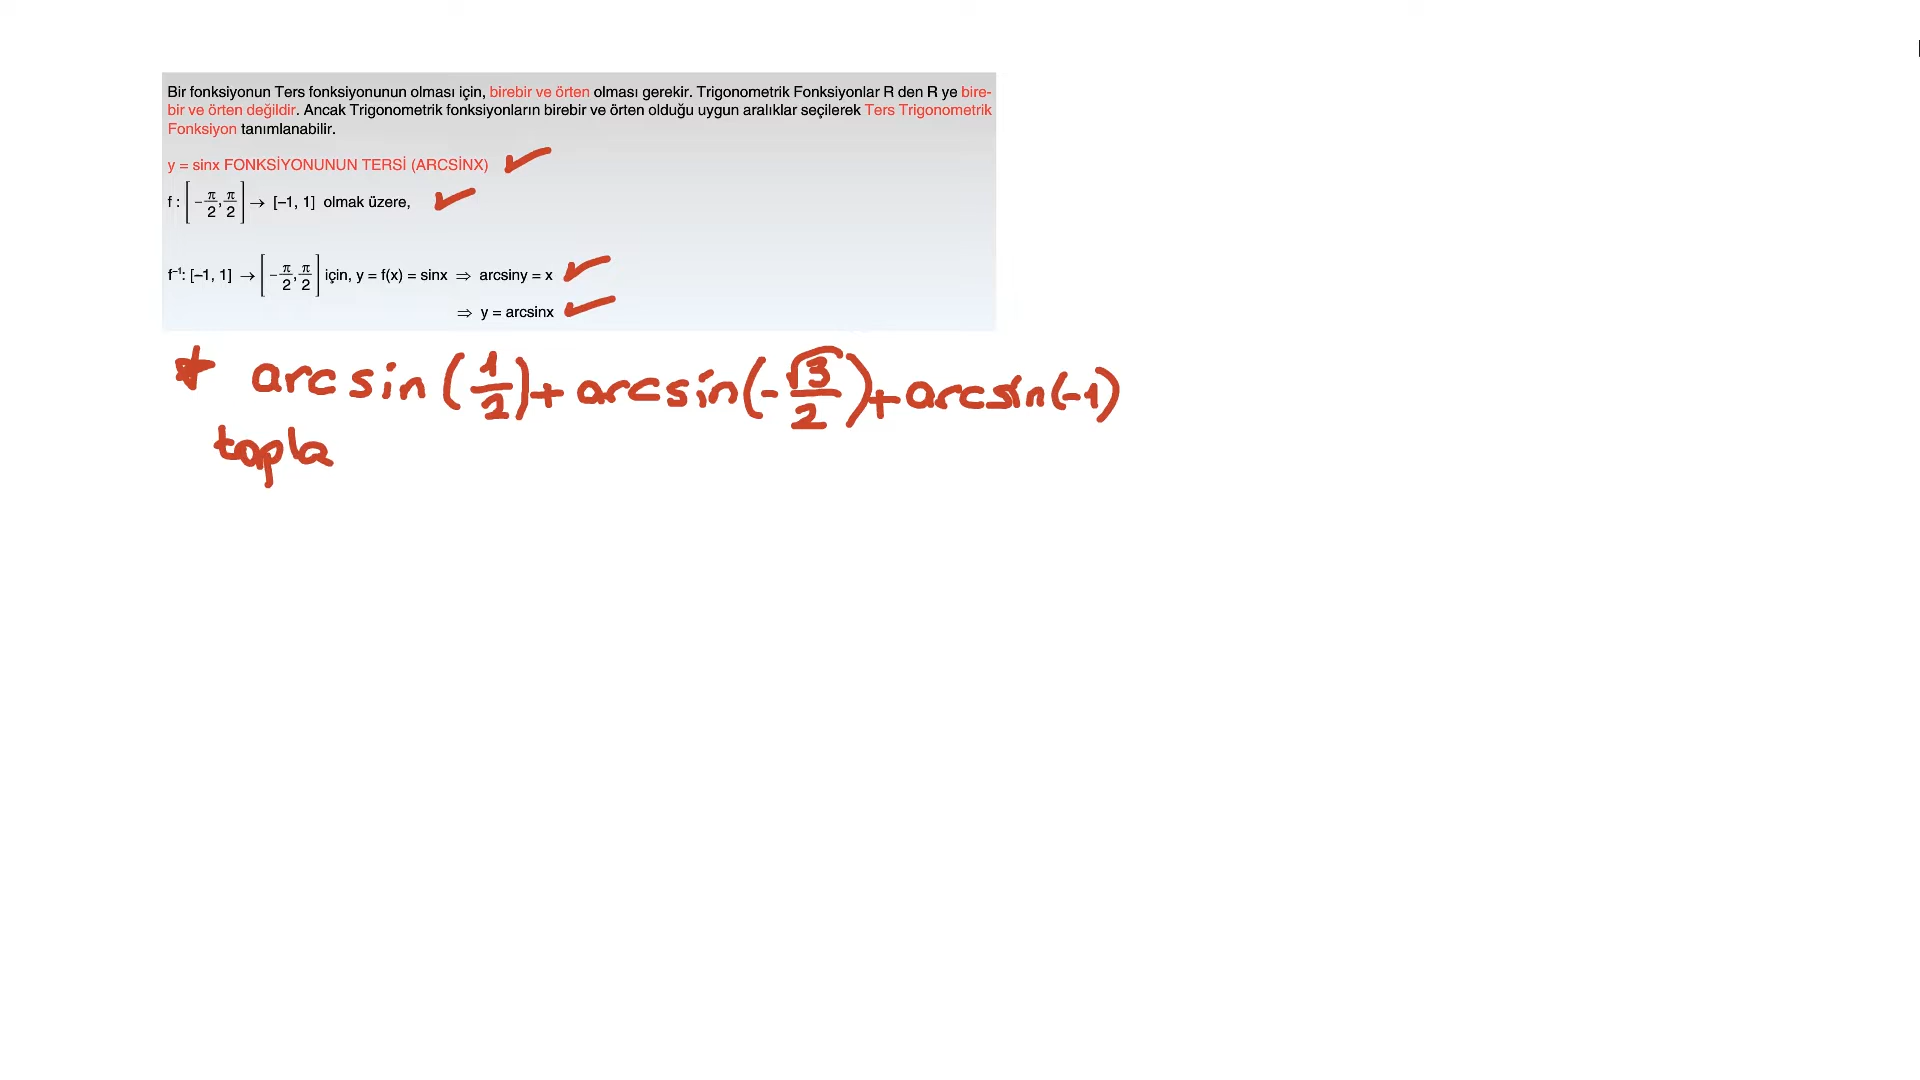 Bir fonksiyonun Ters fonksiyonunun olması için, birebir ve örten olması gerekir. Trigonometrik Fonksiyonlar R den R ye bire-
bir ve örten değildir. Ancak Trigonometrik fonksiyonların birebir ve örten olduğu uygun aralıklar seçilerek Ters Trigonometrik
Fonksiyon tanımlanabilir.
y = sinx FONKSİYONUNUN TERSİ (ARCSİNX) ✓
f : [-π/2, π/2] → [–1, 1] olmak üzere, ✓
f⁻¹: [–1, 1] → [-π/2, π/2] için, y = f(x) = sinx ⇒ arcsiny = x ✓
⇒ y = arcsinx ✓
* arcsin (1/2) + arcsin(-√3/2) + arcsin(-1)
topla